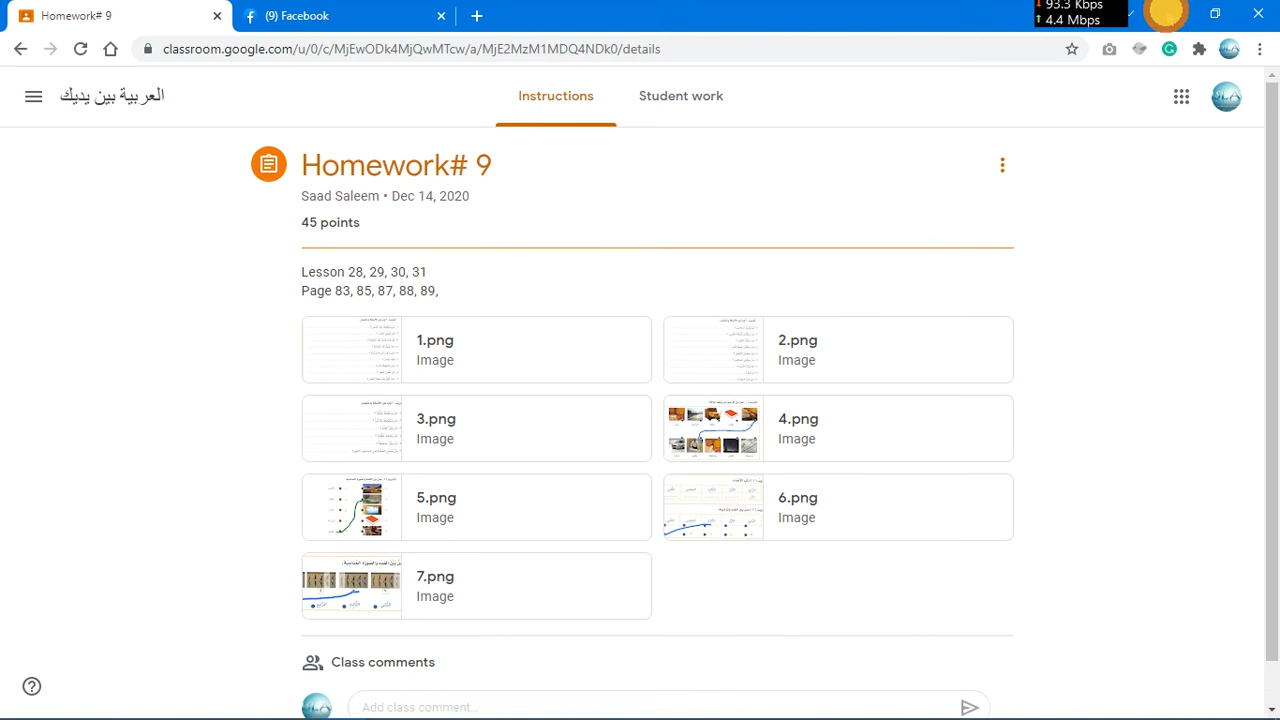 Homework# 9
(9) Facebook
93.3 Kbps
4.4 Mbps
classroom.google.com/u/0/c/MjEwODk4MjQwMTcw/a/MjE2MzM1MDQ4NDk0/details
العربية بين يديك
Instructions
Student work
Homework# 9
Saad Saleem • Dec 14, 2020
45 points
Lesson 28, 29, 30, 31
Page 83, 85, 87, 88, 89,
1.png
Image
2.png
Image
3.png
Image
4.png
Image
5.png
Image
6.png
Image
7.png
Image
Class comments
Add class comment...